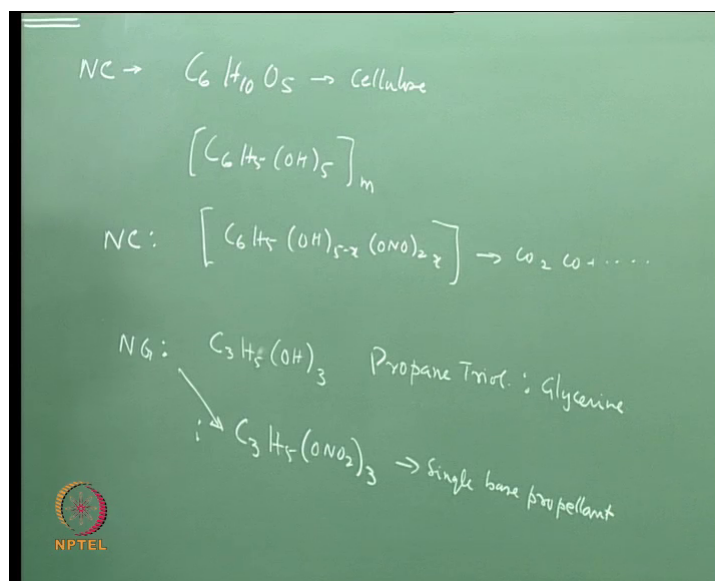 NC → C6 H10 O5 → Cellulose
[C6 H5 (OH)5]m
NC : [C6 H5 (OH)5-x (ONO)2 x] → CO2 CO + ....
NG : C3 H5 (OH)3 Propane Triol : Glycerine
: C3 H5 (ONO2)3 → Single base propellant
NPTEL